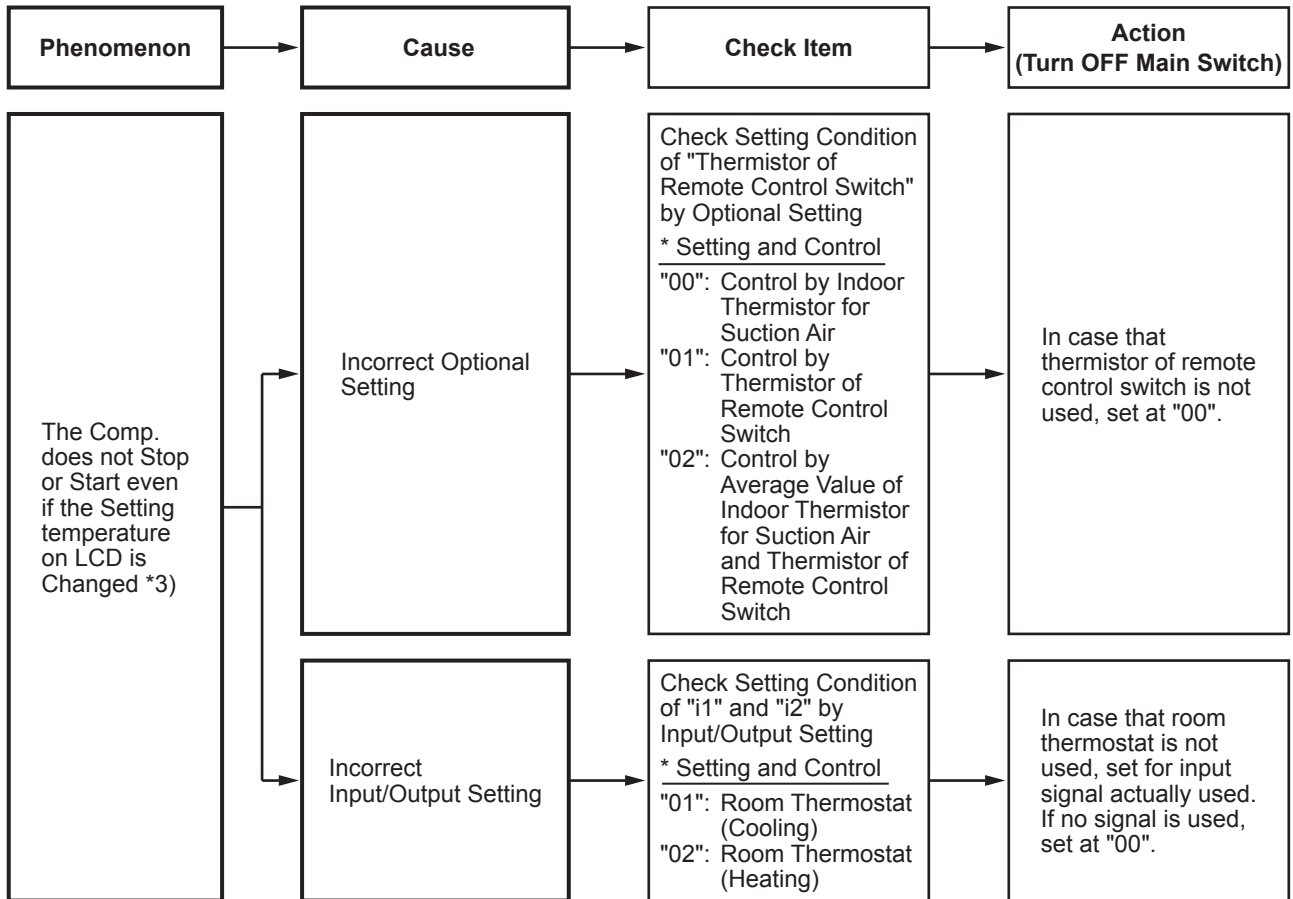 Phenomenon
Cause
Check Item
Action
(Turn OFF Main Switch)
The Comp.
does not Stop
or Start even
if the Setting
temperature
on LCD is
Changed *3)
Incorrect Optional
Setting
Check Setting Condition
of "Thermistor of
Remote Control Switch"
by Optional Setting
* Setting and Control
"00": Control by Indoor
Thermistor for
Suction Air
"01": Control by
Thermistor of
Remote Control
Switch
"02": Control by
Average Value of
Indoor Thermistor
for Suction Air
and Thermistor of
Remote Control
Switch
In case that
thermistor of remote
control switch is not
used, set at "00".
Incorrect
Input/Output Setting
Check Setting Condition
of "i1" and "i2" by
Input/Output Setting
* Setting and Control
"01": Room Thermostat
(Cooling)
"02": Room Thermostat
(Heating)
In case that room
thermostat is not
used, set for input
signal actually used.
If no signal is used,
set at "00".